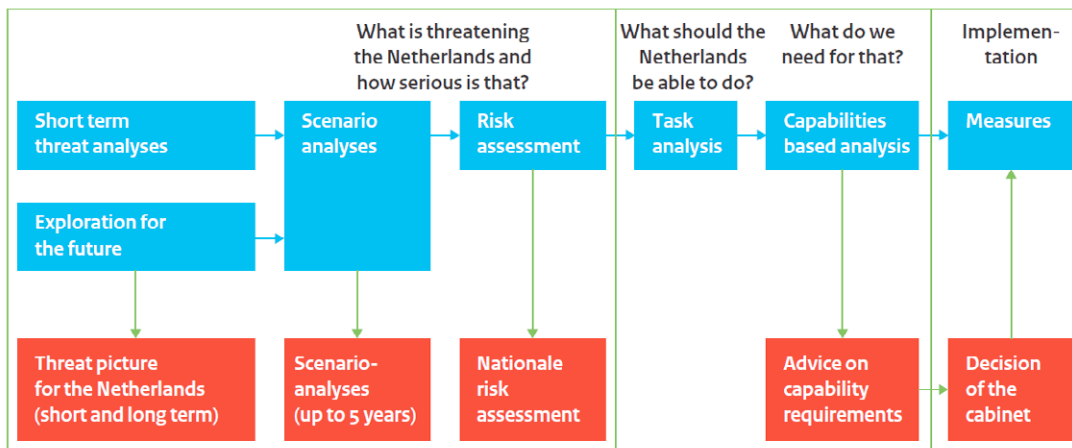 What is threatening
the Netherlands and
how serious is that?
What should the
Netherlands
be able to do?
What do we
need for that?
Implemen-
tation
Short term
threat analyses
Scenario
analyses
Risk
assessment
Task
analysis
Capabilities
based analysis
Measures
Exploration for
the future
Threat picture
for the Netherlands
(short and long term)
Scenario-
analyses
(up to 5 years)
Nationale
risk
assessment
Advice on
capability
requirements
Decision
of the
cabinet